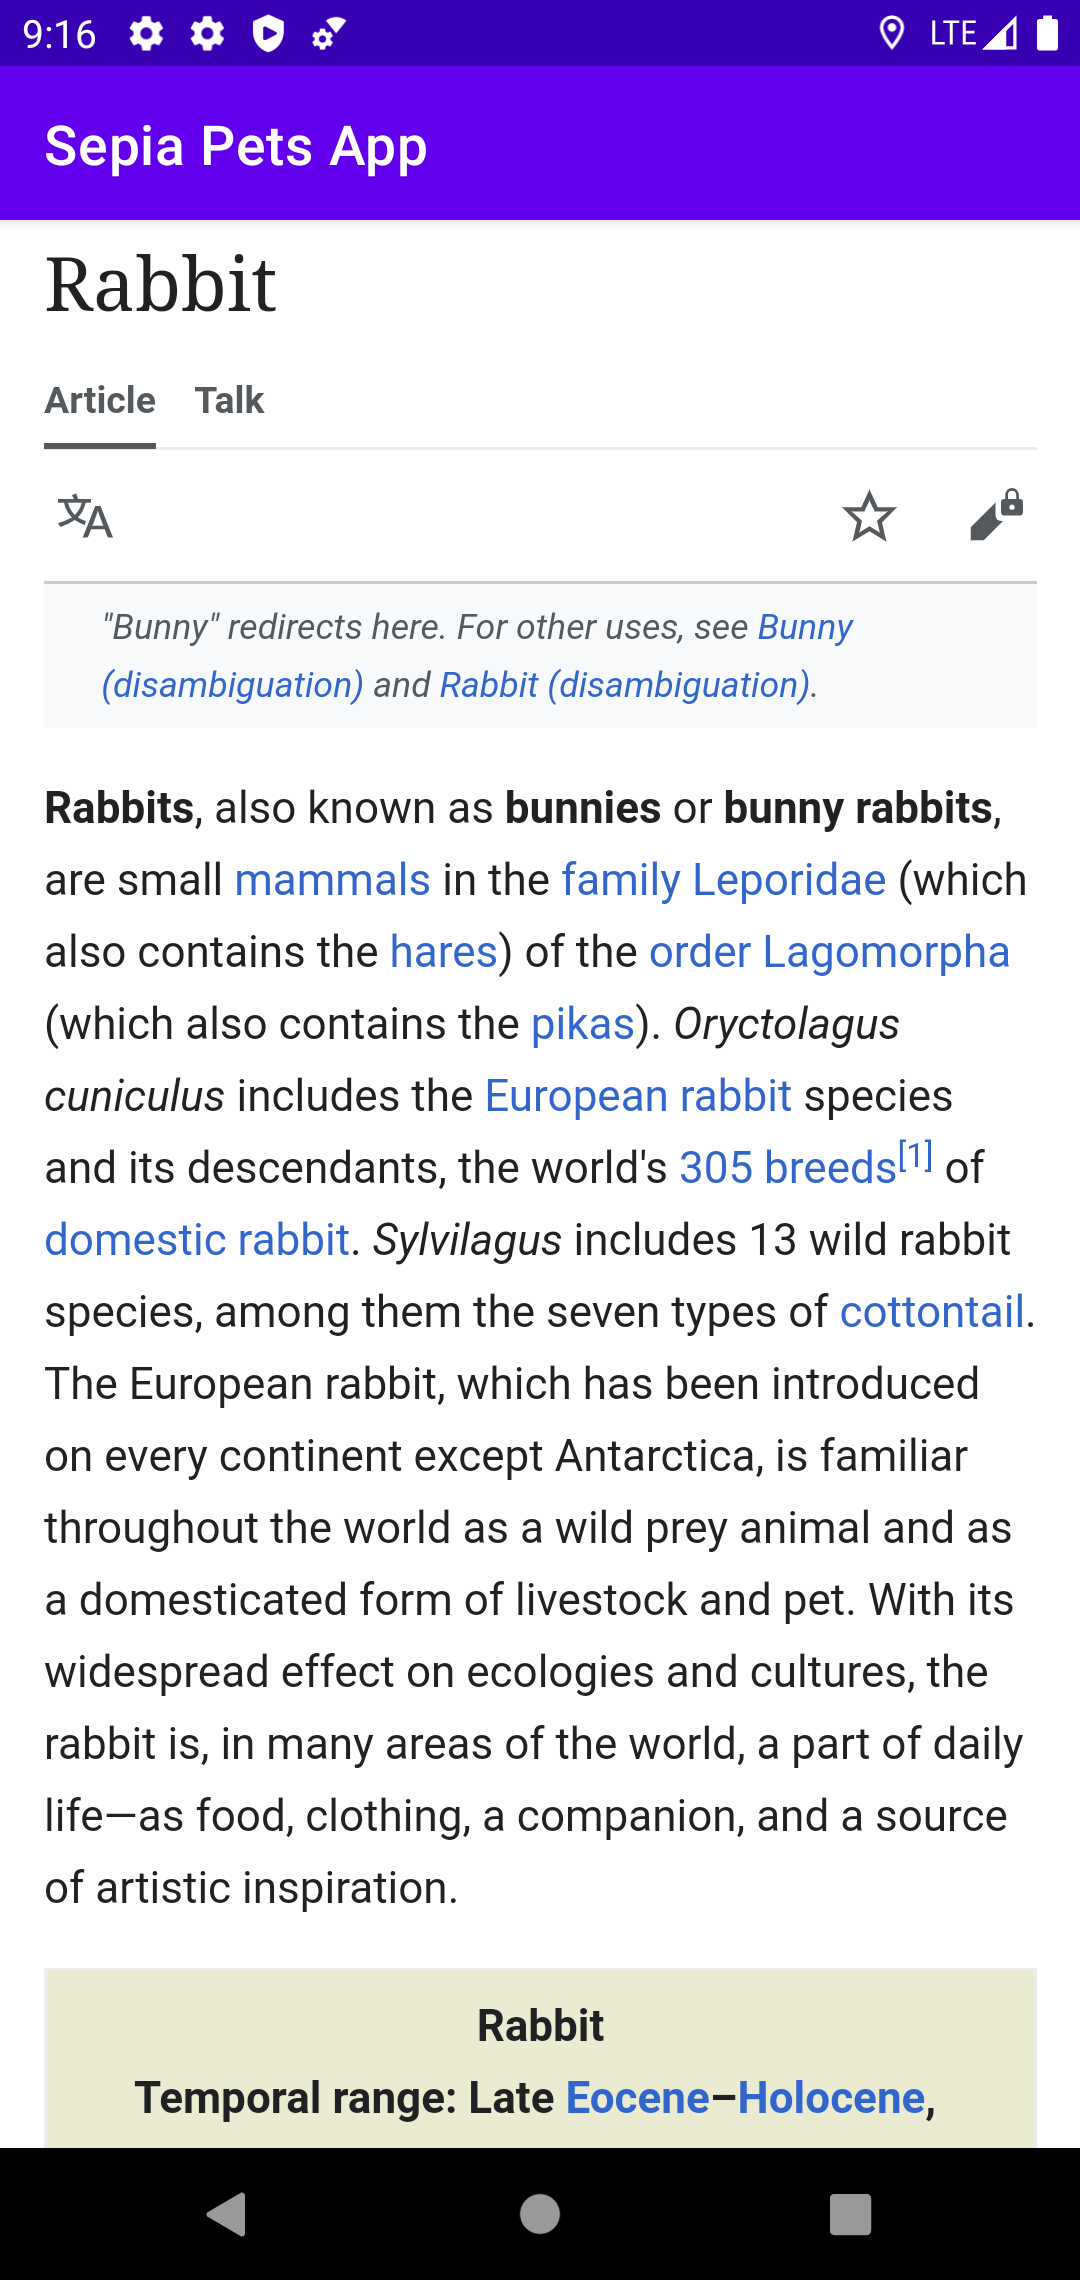 9:16 LTE
Sepia Pets App
Rabbit
Article Talk
文A
"Bunny" redirects here. For other uses, see Bunny
(disambiguation) and Rabbit (disambiguation).
Rabbits, also known as bunnies or bunny rabbits,
are small mammals in the family Leporidae (which
also contains the hares) of the order Lagomorpha
(which also contains the pikas). Oryctolagus
cuniculus includes the European rabbit species
and its descendants, the world's 305 breeds[1] of
domestic rabbit. Sylvilagus includes 13 wild rabbit
species, among them the seven types of cottontail.
The European rabbit, which has been introduced
on every continent except Antarctica, is familiar
throughout the world as a wild prey animal and as
a domesticated form of livestock and pet. With its
widespread effect on ecologies and cultures, the
rabbit is, in many areas of the world, a part of daily
life—as food, clothing, a companion, and a source
of artistic inspiration.
Rabbit
Temporal range: Late Eocene–Holocene,